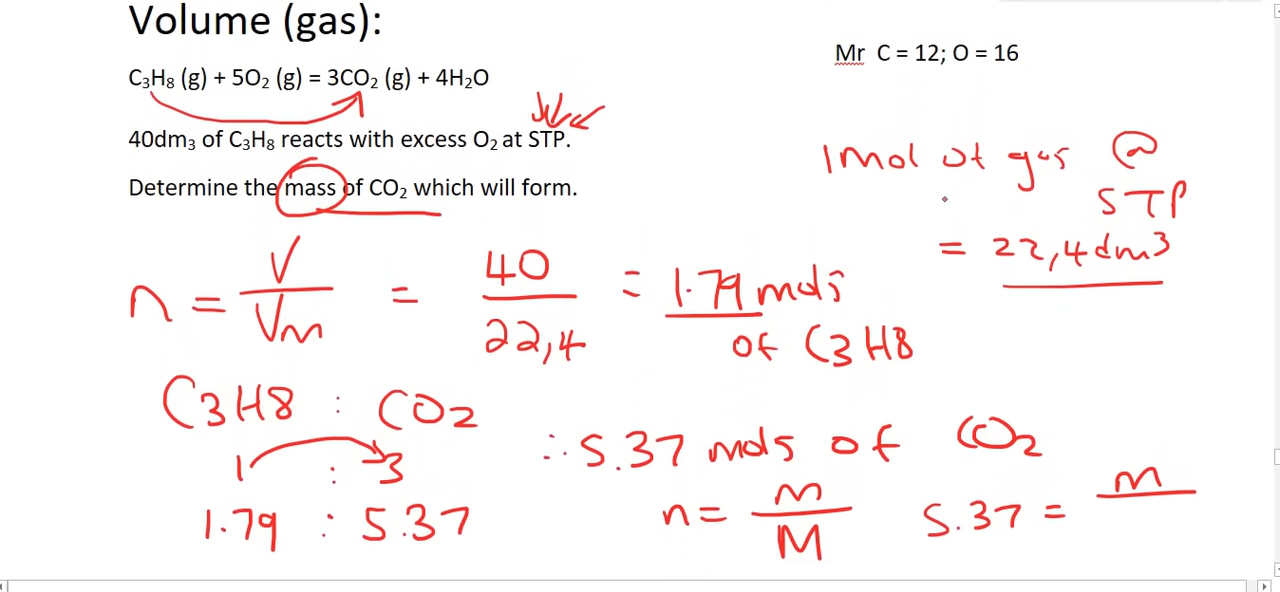 Volume (gas):
Mr C = 12; O = 16
C₃H₈ (g) + 5O₂ (g) = 3CO₂ (g) + 4H₂O
40dm₃ of C₃H₈ reacts with excess O₂ at STP.
Determine the mass of CO₂ which will form.
1mol of gas @
STP
= 22,4dm3
n = V/Vm = 40/22,4 = 1.79 mols
of C3H8
C3H8 : CO2
1 : 3
1.79 : 5.37
∴ 5.37 mols of CO2
n = m/M 5.37 = m